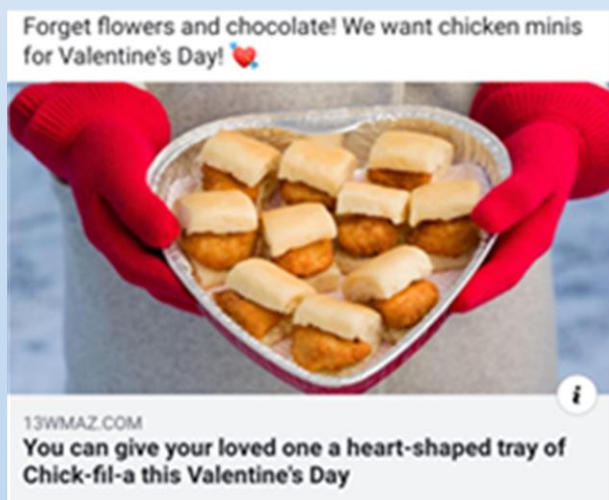 Forget flowers and chocolate! We want chicken minis
for Valentine's Day! 💘
i
13WMAZ.COM
You can give your loved one a heart-shaped tray of
Chick-fil-a this Valentine's Day